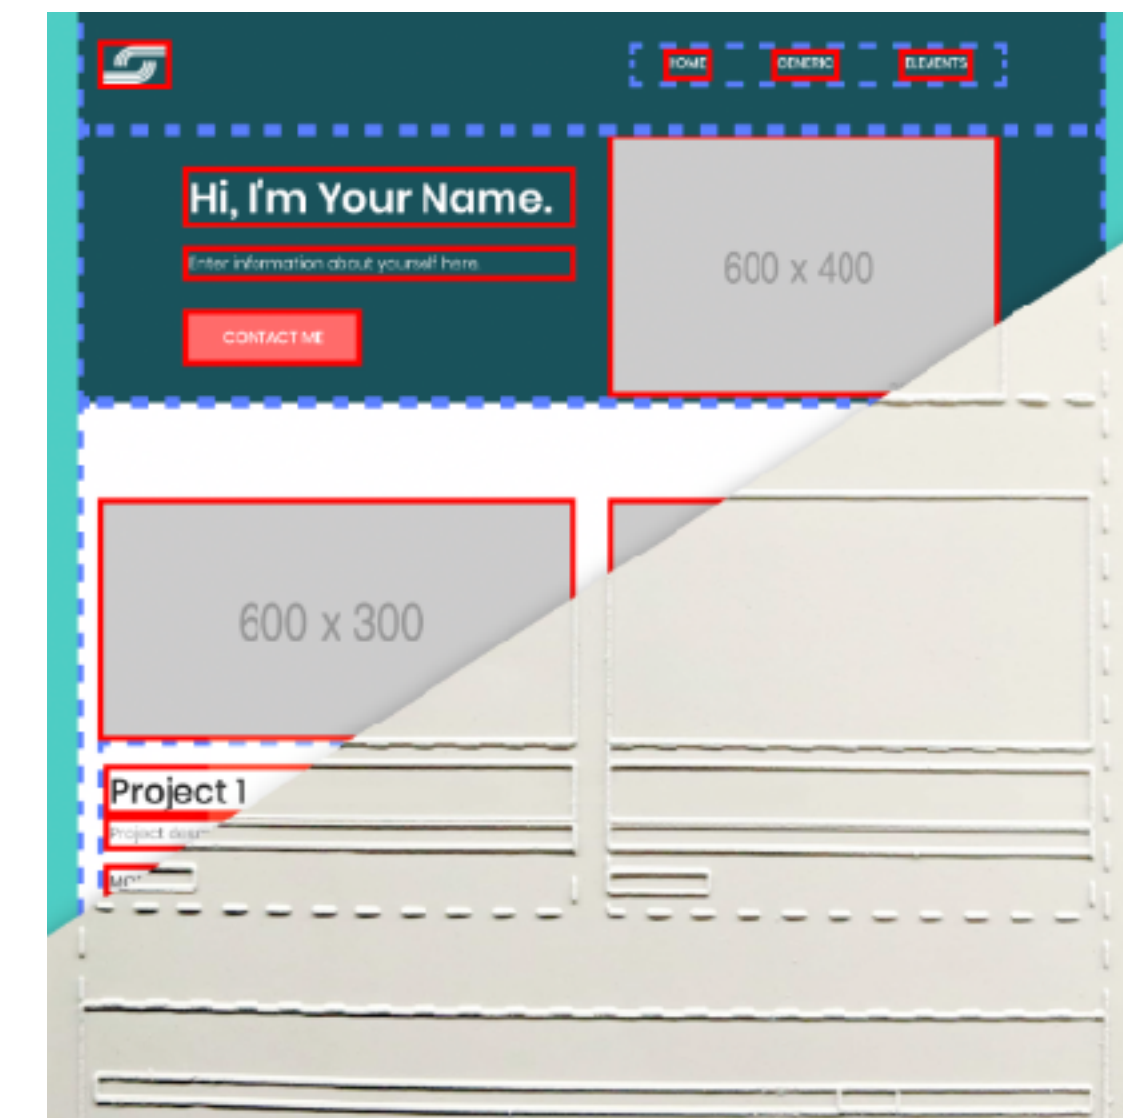 HOME GENERIC ELEMENTS
Hi, I'm Your Name.
Enter information about yourself here.
600 x 400
CONTACT ME
600 x 300
Project 1
Project